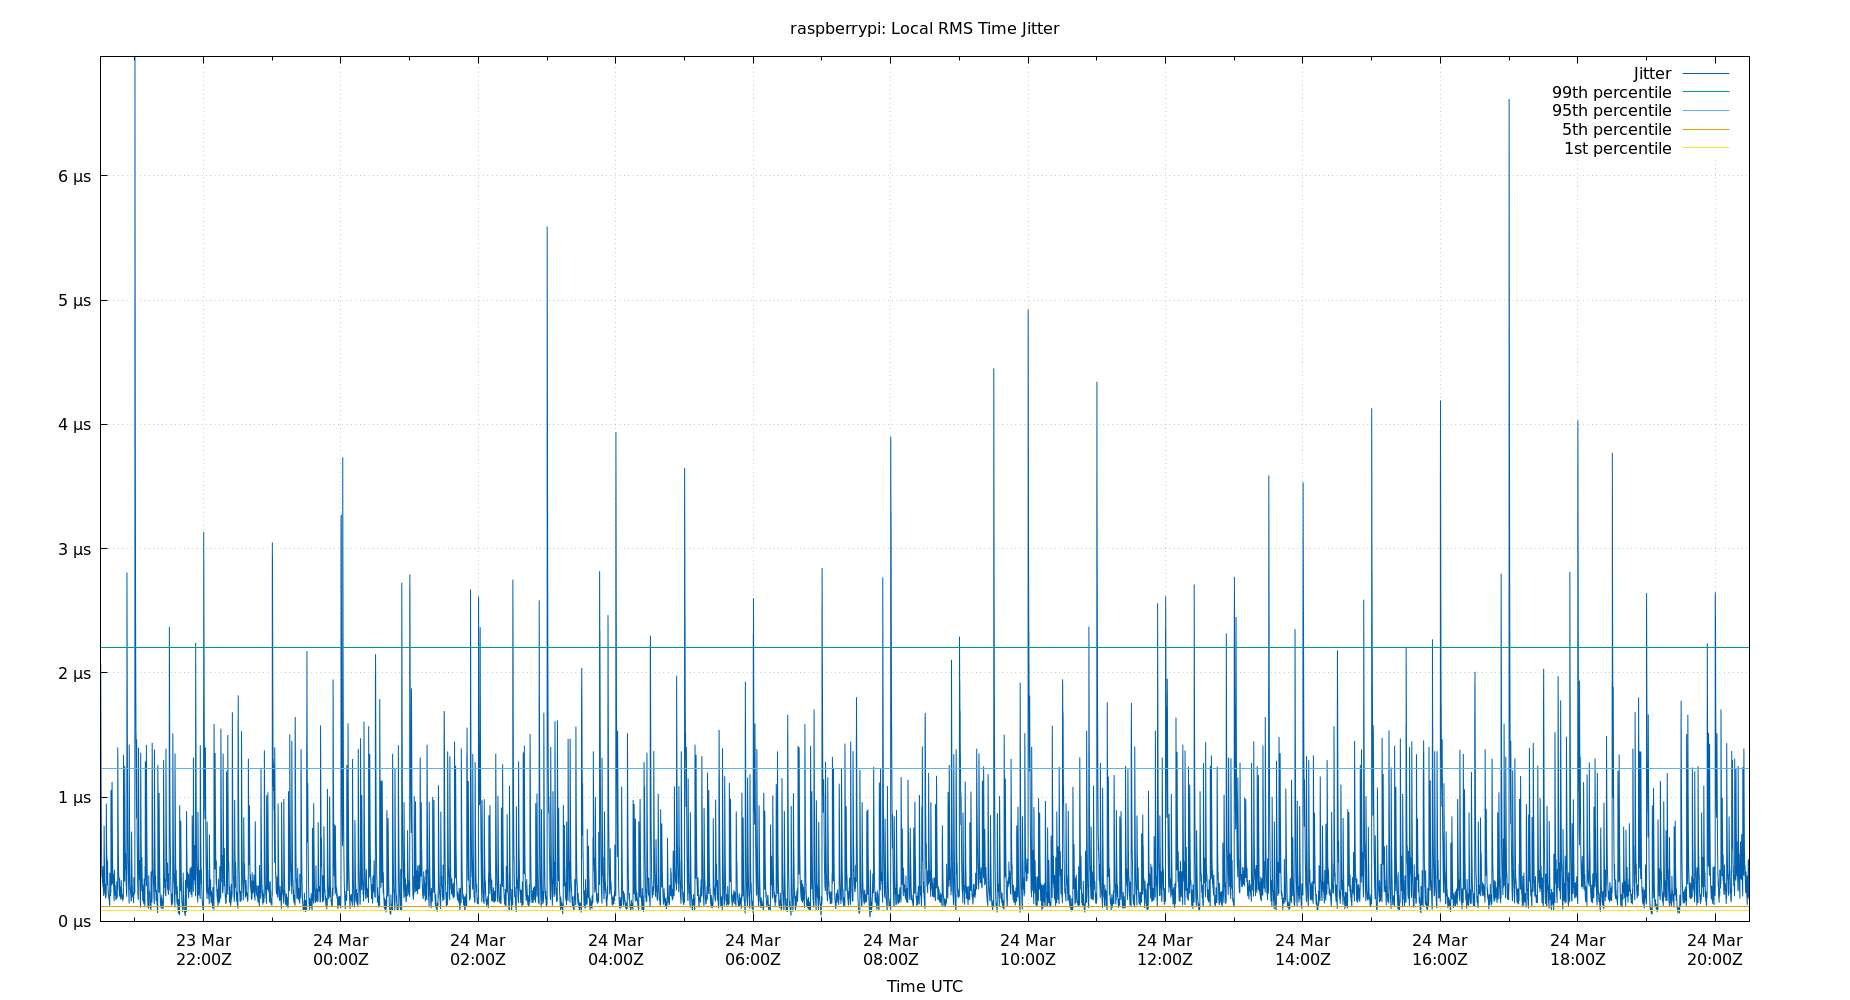 raspberrypi: Local RMS Time Jitter
Jitter
99th percentile
95th percentile
5th percentile
1st percentile
6 µs
5 µs
4 µs
3 µs
2 µs
1 µs
0 µs
23 Mar 24 Mar 24 Mar 24 Mar 24 Mar 24 Mar 24 Mar 24 Mar 24 Mar 24 Mar 24 Mar 24 Mar
22:00Z 00:00Z 02:00Z 04:00Z 06:00Z 08:00Z 10:00Z 12:00Z 14:00Z 16:00Z 18:00Z 20:00Z
Time UTC